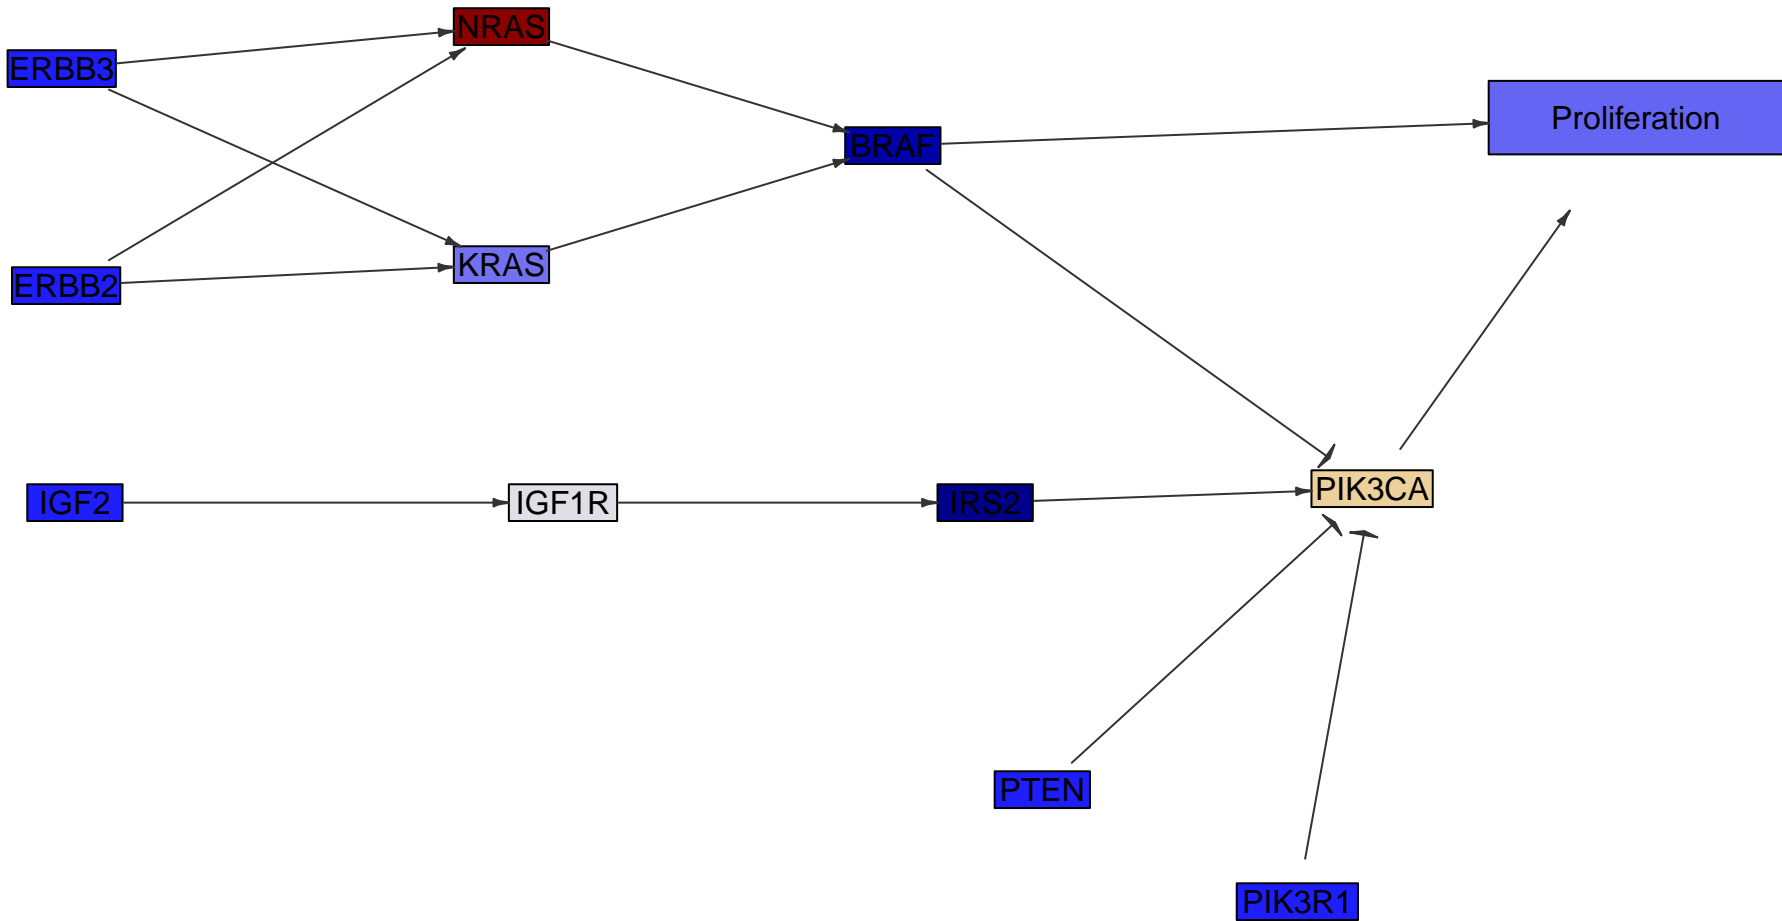 NRAS
ERBB3
Proliferation
BRAF
KRAS
ERBB2
IGF2
IGF1R
IRS2
PIK3CA
PTEN
PIK3R1